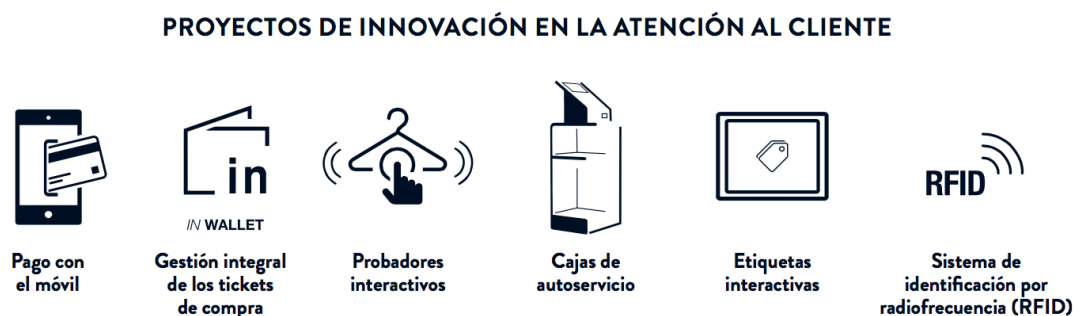 PROYECTOS DE INNOVACIÓN EN LA ATENCIÓN AL CLIENTE
in
IN WALLET
RFID
Pago con
el móvil
Gestión integral
de los tickets
de compra
Probadores
interactivos
Cajas de
autoservicio
Etiquetas
interactivas
Sistema de
identificación por
radiofrecuencia (RFID)